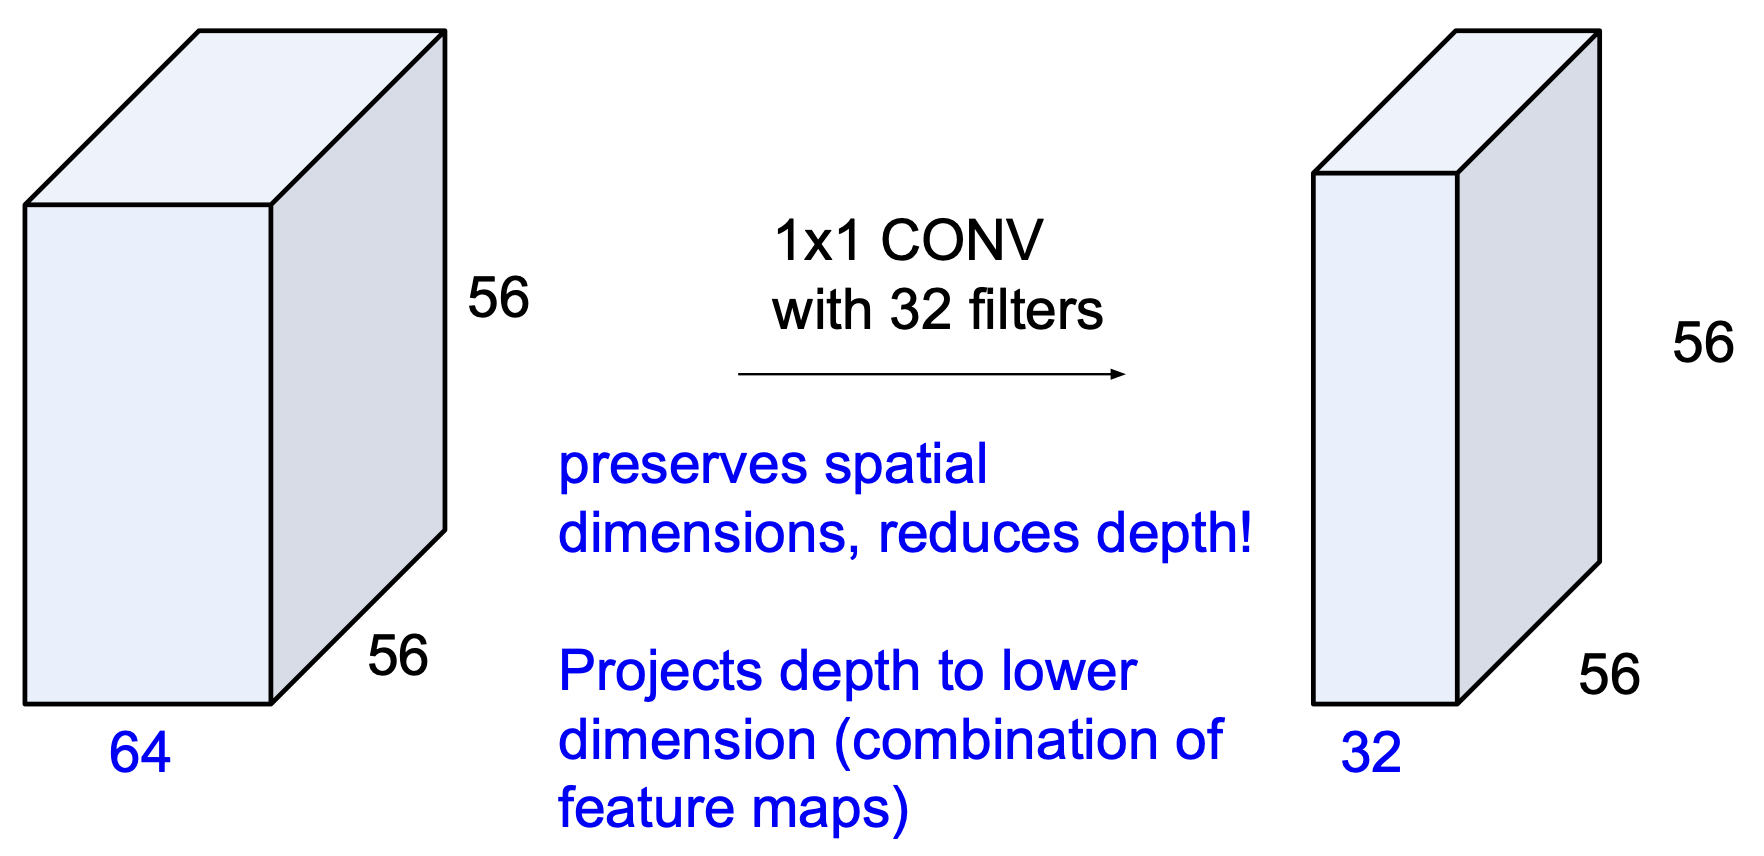 56
56
64
1x1 CONV
with 32 filters
preserves spatial
dimensions, reduces depth!
Projects depth to lower
dimension (combination of
feature maps)
56
56
32